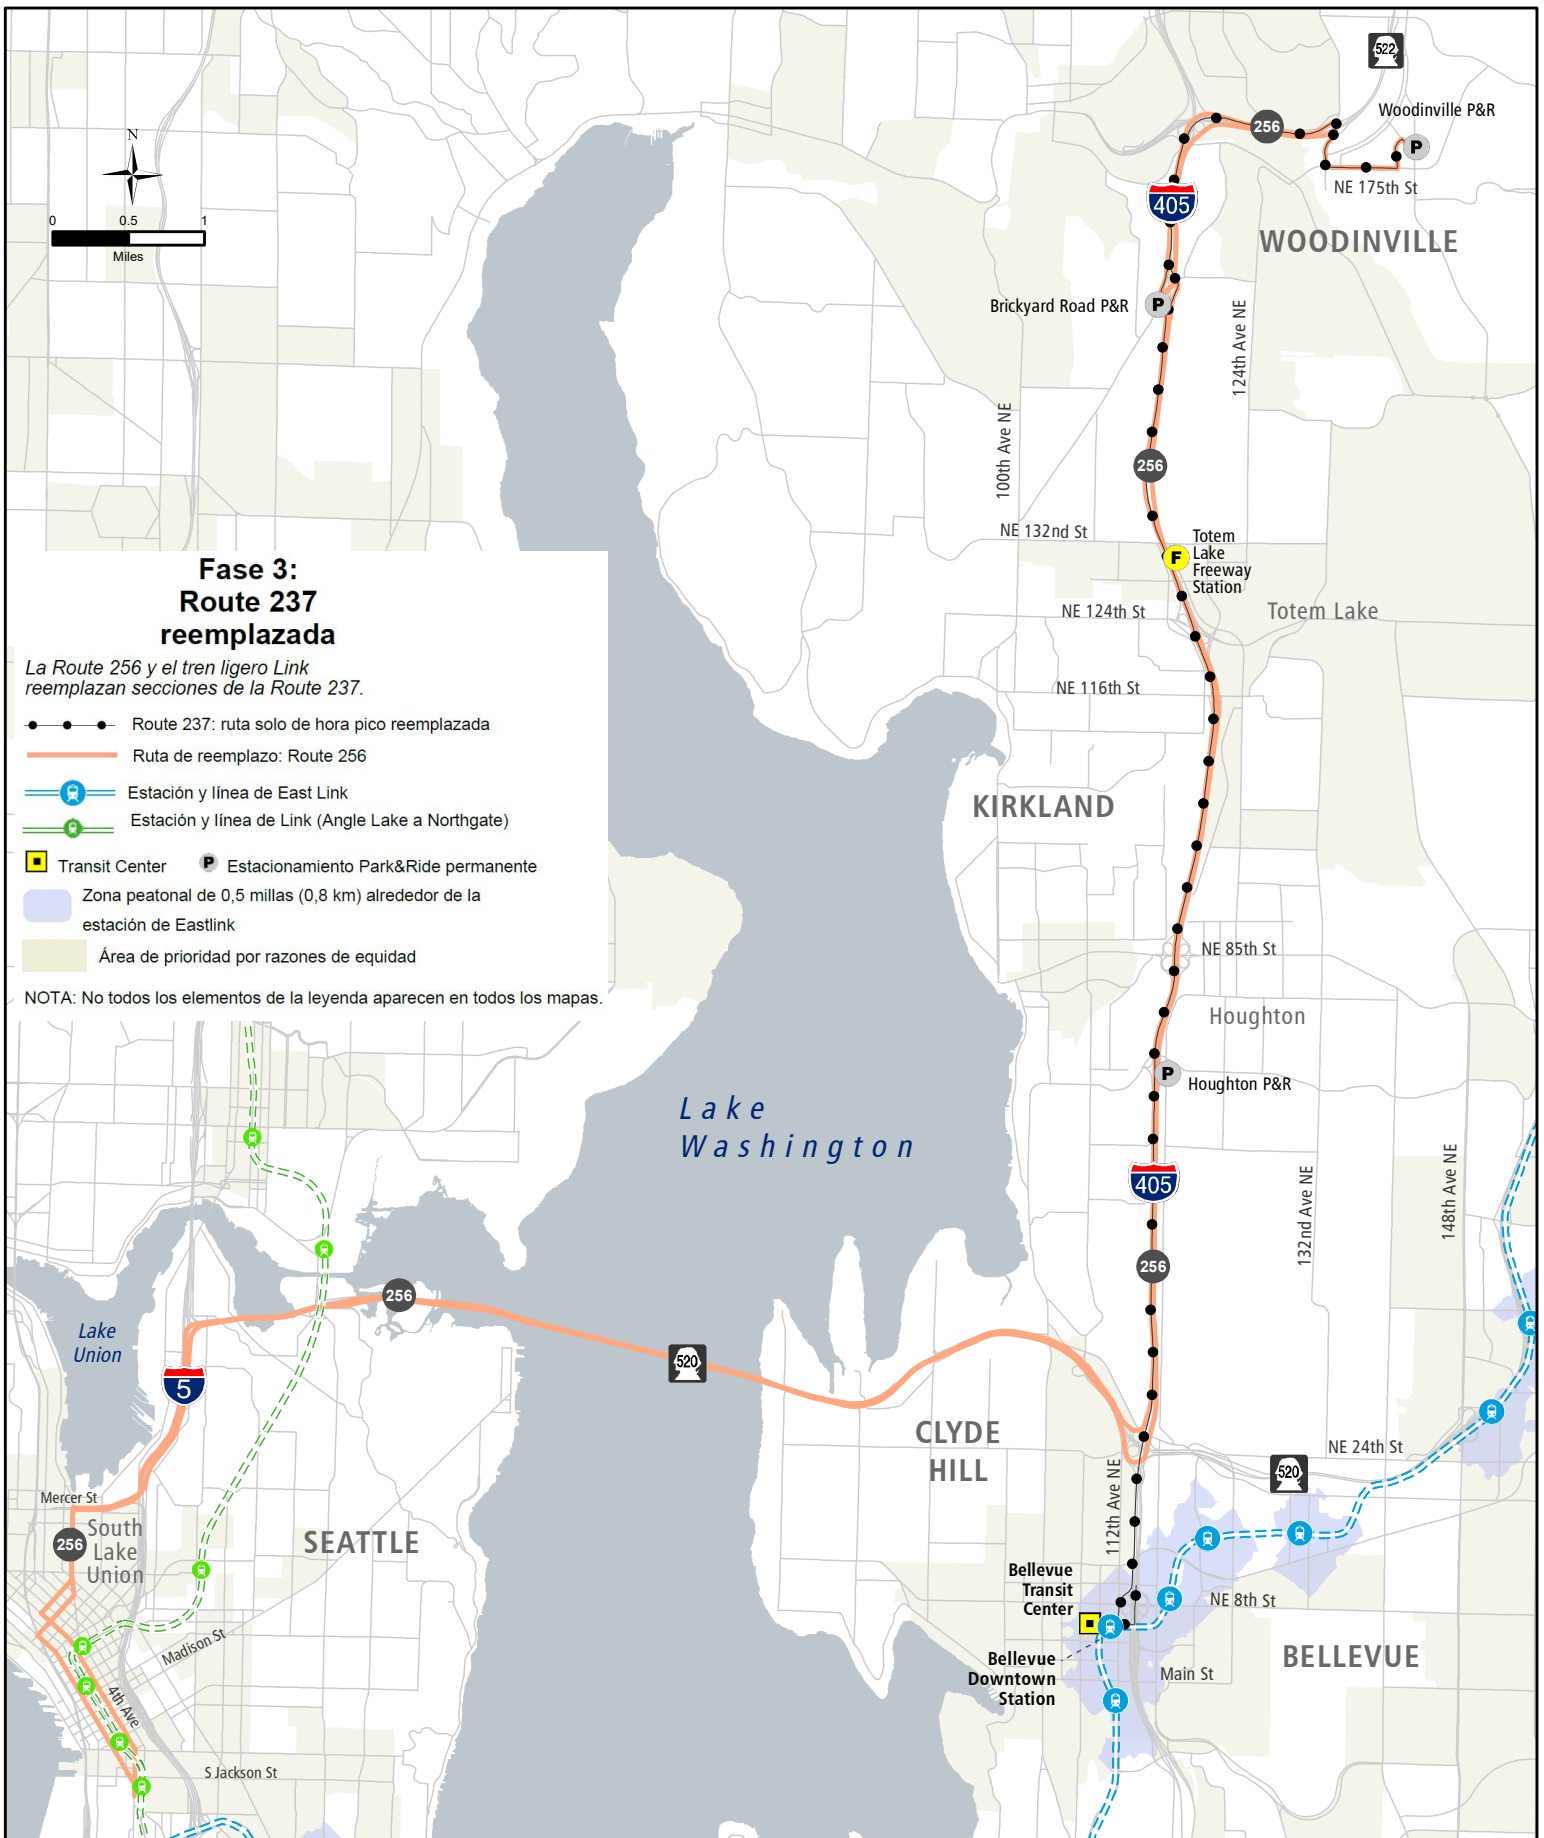 522
Woodinville P&R
256
N
NE 175th St
405
0 0.5 1
Miles
WOODINVILLE
Brickyard Road P&R
P
P
124th Ave NE
100th Ave NE
256
NE 132nd St
F
Totem
Lake
Freeway
Station
Fase 3:
Route 237
reemplazada
La Route 256 y el tren ligero Link
reemplazan secciones de la Route 237.
Route 237: ruta solo de hora pico reemplazada
Ruta de reemplazo: Route 256
Estación y línea de East Link
Estación y línea de Link (Angle Lake a Northgate)
Transit Center
P
Estacionamiento Park&Ride permanente
Zona peatonal de 0,5 millas (0,8 km) alrededor de la
estación de Eastlink
Área de prioridad por razones de equidad
NOTA: No todos los elementos de la leyenda aparecen en todos los mapas.
NE 124th St
Totem Lake
NE 116th St
KIRKLAND
NE 85th St
Houghton
P
Houghton P&R
Lake
Washington
405
132nd Ave NE
148th Ave NE
256
256
Lake
Union
520
5
CLYDE
HILL
NE 24th St
520
112th Ave NE
Mercer St
256
South
Lake
Union
SEATTLE
Bellevue
Transit
Center
NE 8th St
Madison St
BELLEVUE
Bellevue
Downtown
Station
Main St
4th Ave
S Jackson St